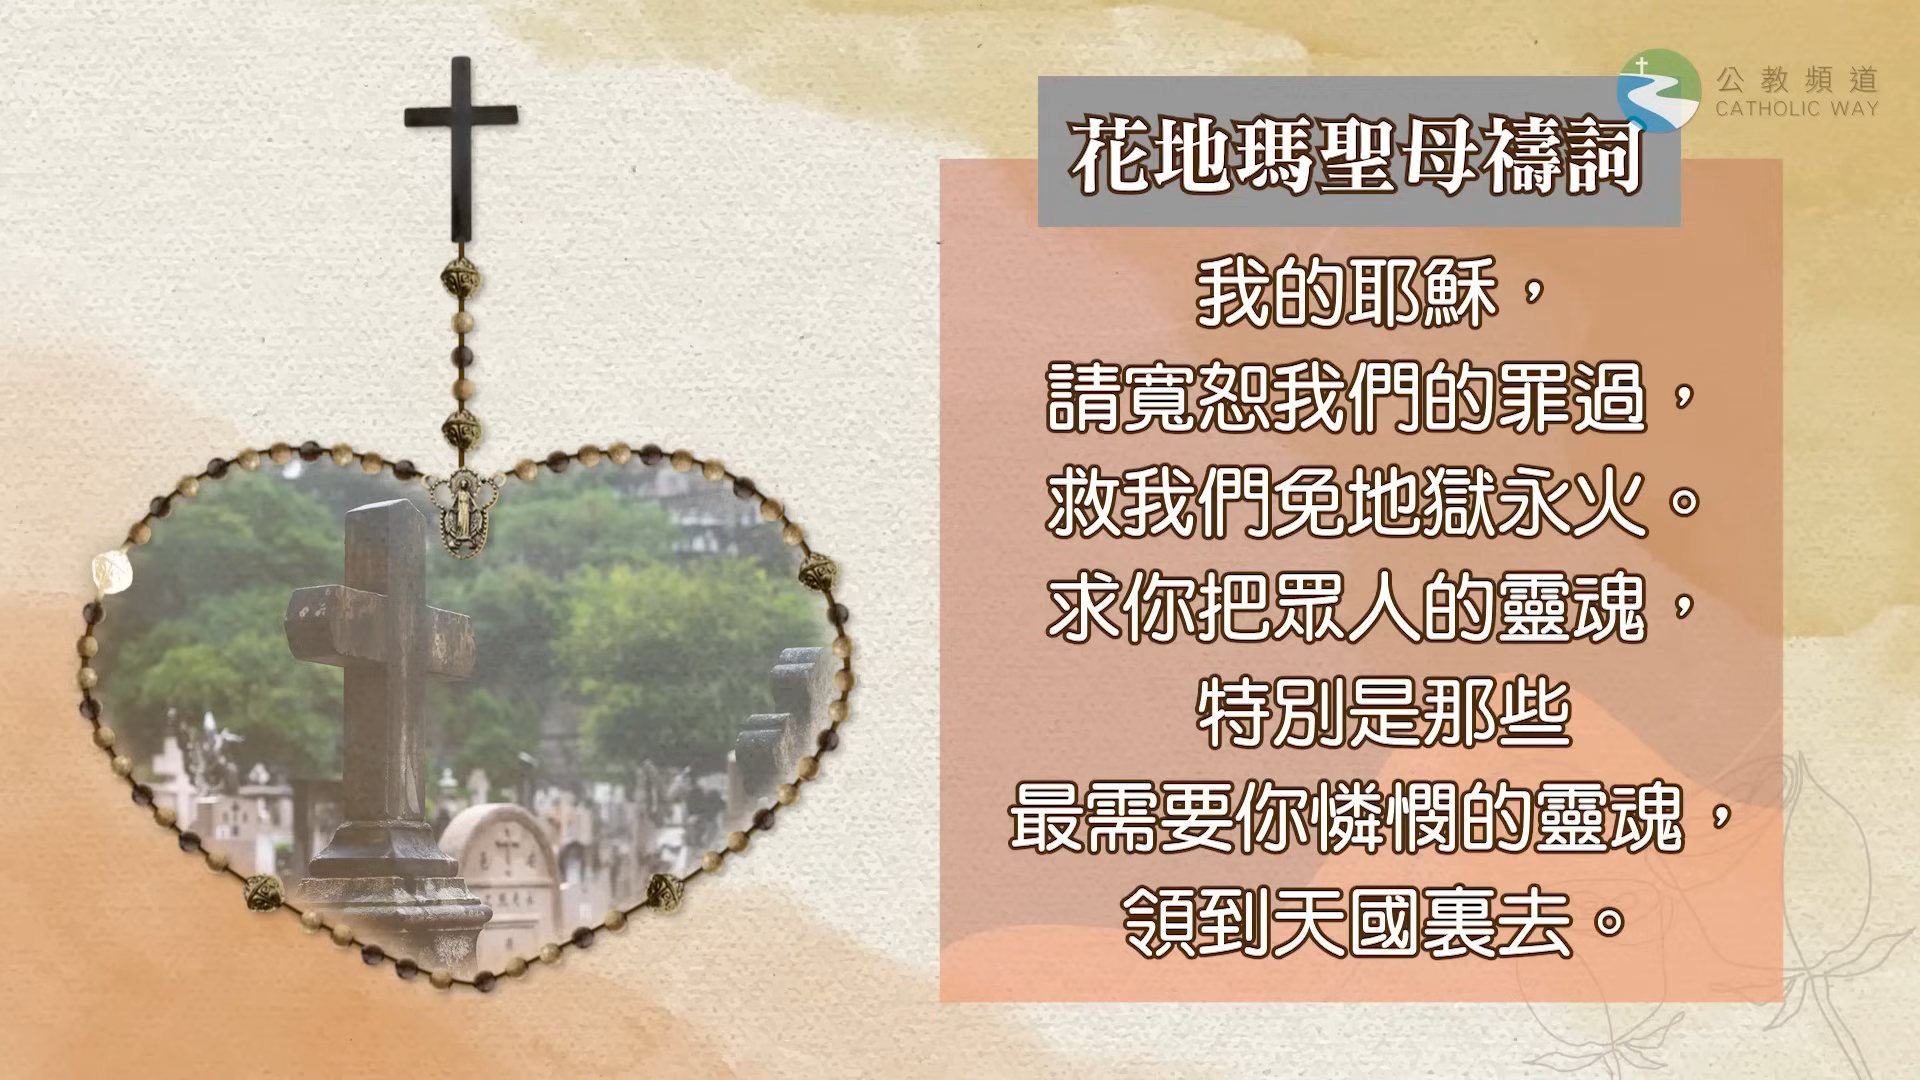 公教頻道
CATHOLIC WAY
花地瑪聖母禱詞
我的耶穌，
請寬恕我們的罪過，
救我們免地獄永火。
求你把眾人的靈魂，
特別是那些
最需要你憐憫的靈魂，
領到天國裏去。